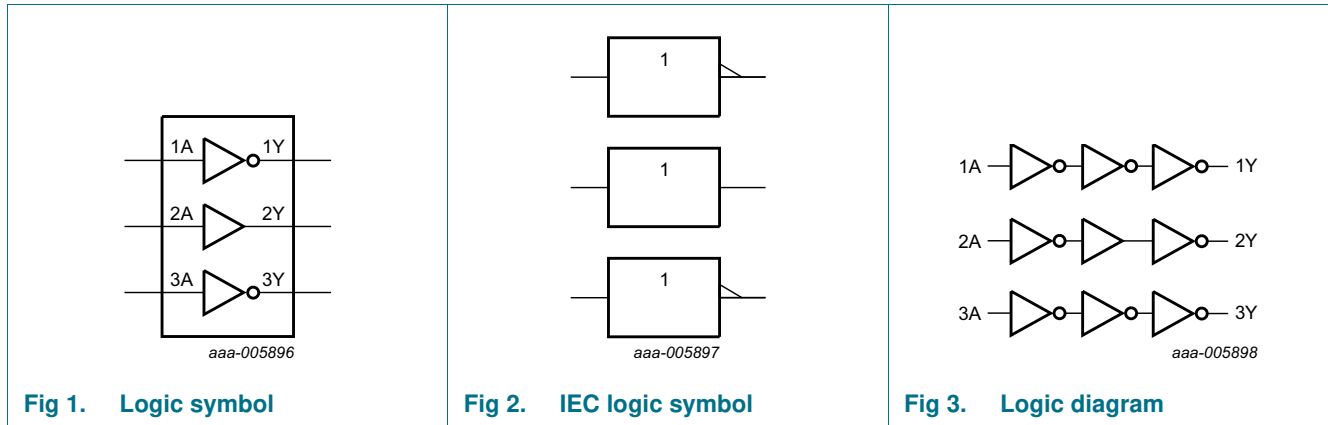 1A 1Y
2A 2Y
3A 3Y
aaa-005896
Fig 1. Logic symbol
1
1
1
aaa-005897
Fig 2. IEC logic symbol
1A 1Y
2A 2Y
3A 3Y
aaa-005898
Fig 3. Logic diagram